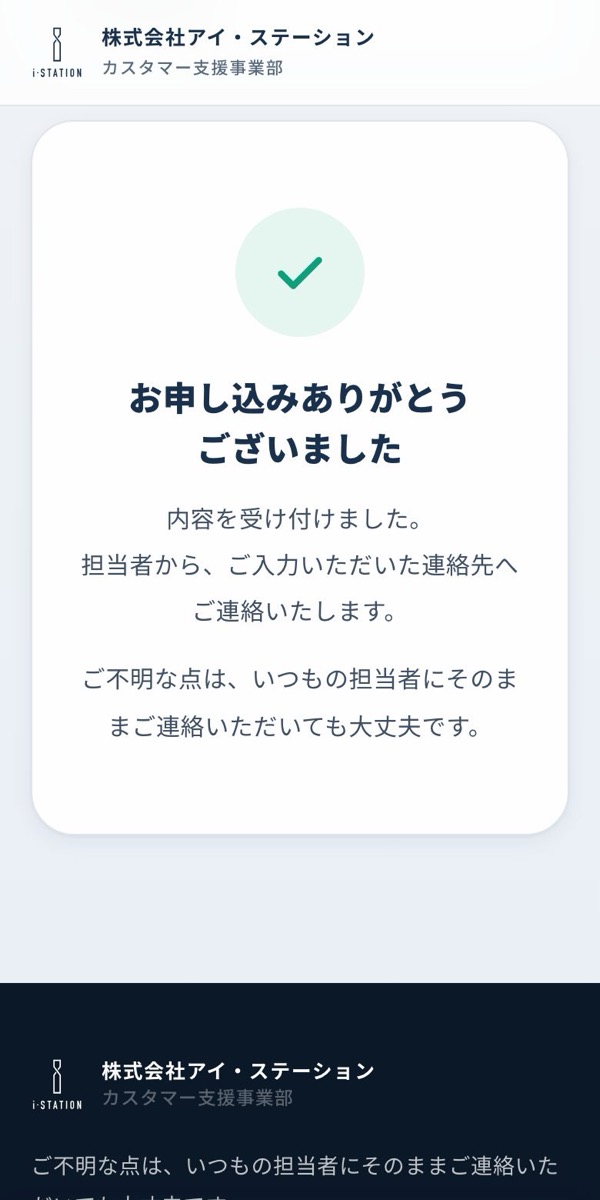 株式会社アイ・ステーション
i·STATION
カスタマー支援事業部
お申し込みありがとう
ございました
内容を受け付けました。
担当者から、ご入力いただいた連絡先へ
ご連絡いたします。
ご不明な点は、いつもの担当者にそのま
まご連絡いただいても大丈夫です。
株式会社アイ・ステーション
i·STATION
カスタマー支援事業部
ご不明な点は、いつもの担当者にそのままご連絡いた